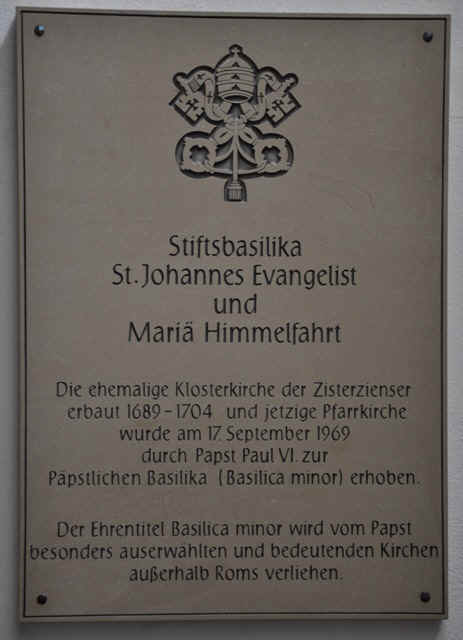 Stiftsbasilika
St. Johannes Evangelist
und
Mariä Himmelfahrt
Die ehemalige Klosterkirche der Zisterzienser
erbaut 1689-1704 und jetzige Pfarrkirche
wurde am 17. September 1969
durch Papst Paul VI. zur
Päpstlichen Basilika (Basilica minor) erhoben.
Der Ehrentitel Basilica minor wird vom Papst
besonders auserwählten und bedeutenden Kirchen
außerhalb Roms verliehen.